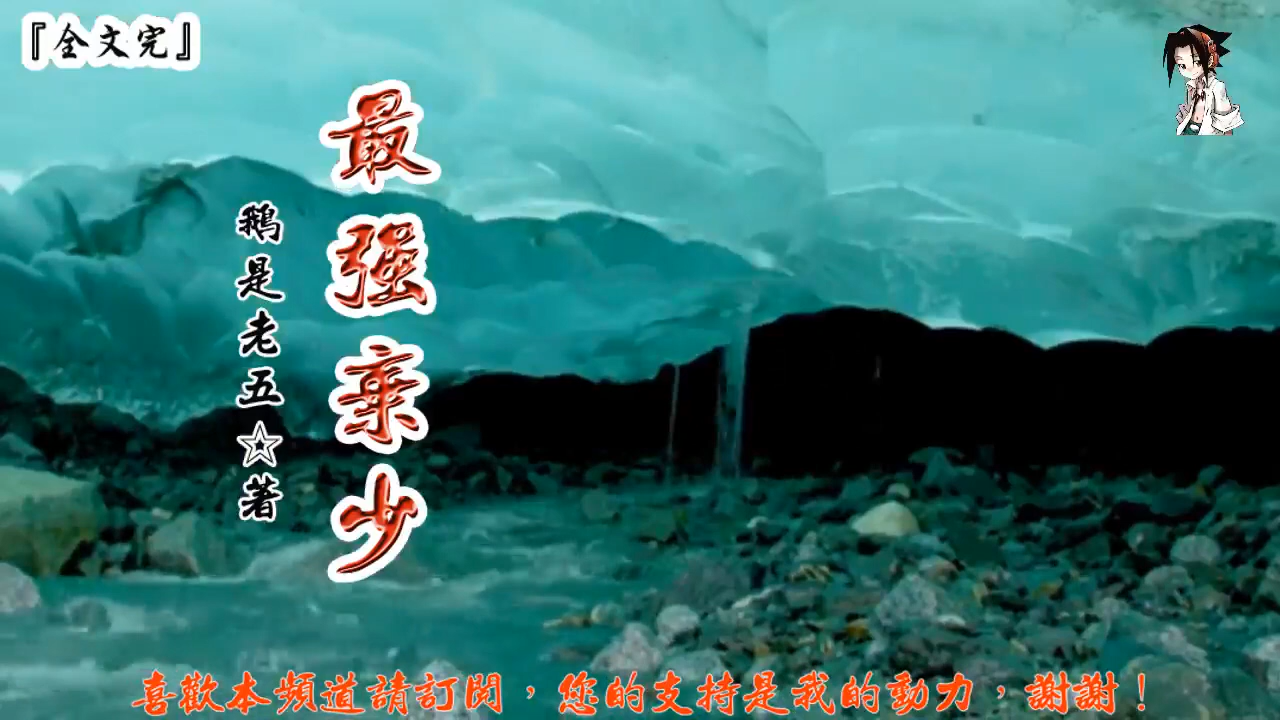 『全文完』
最强棄少
鵝是老五☆著
喜歡本頻道請訂閱，您的支持是我的動力，謝謝！